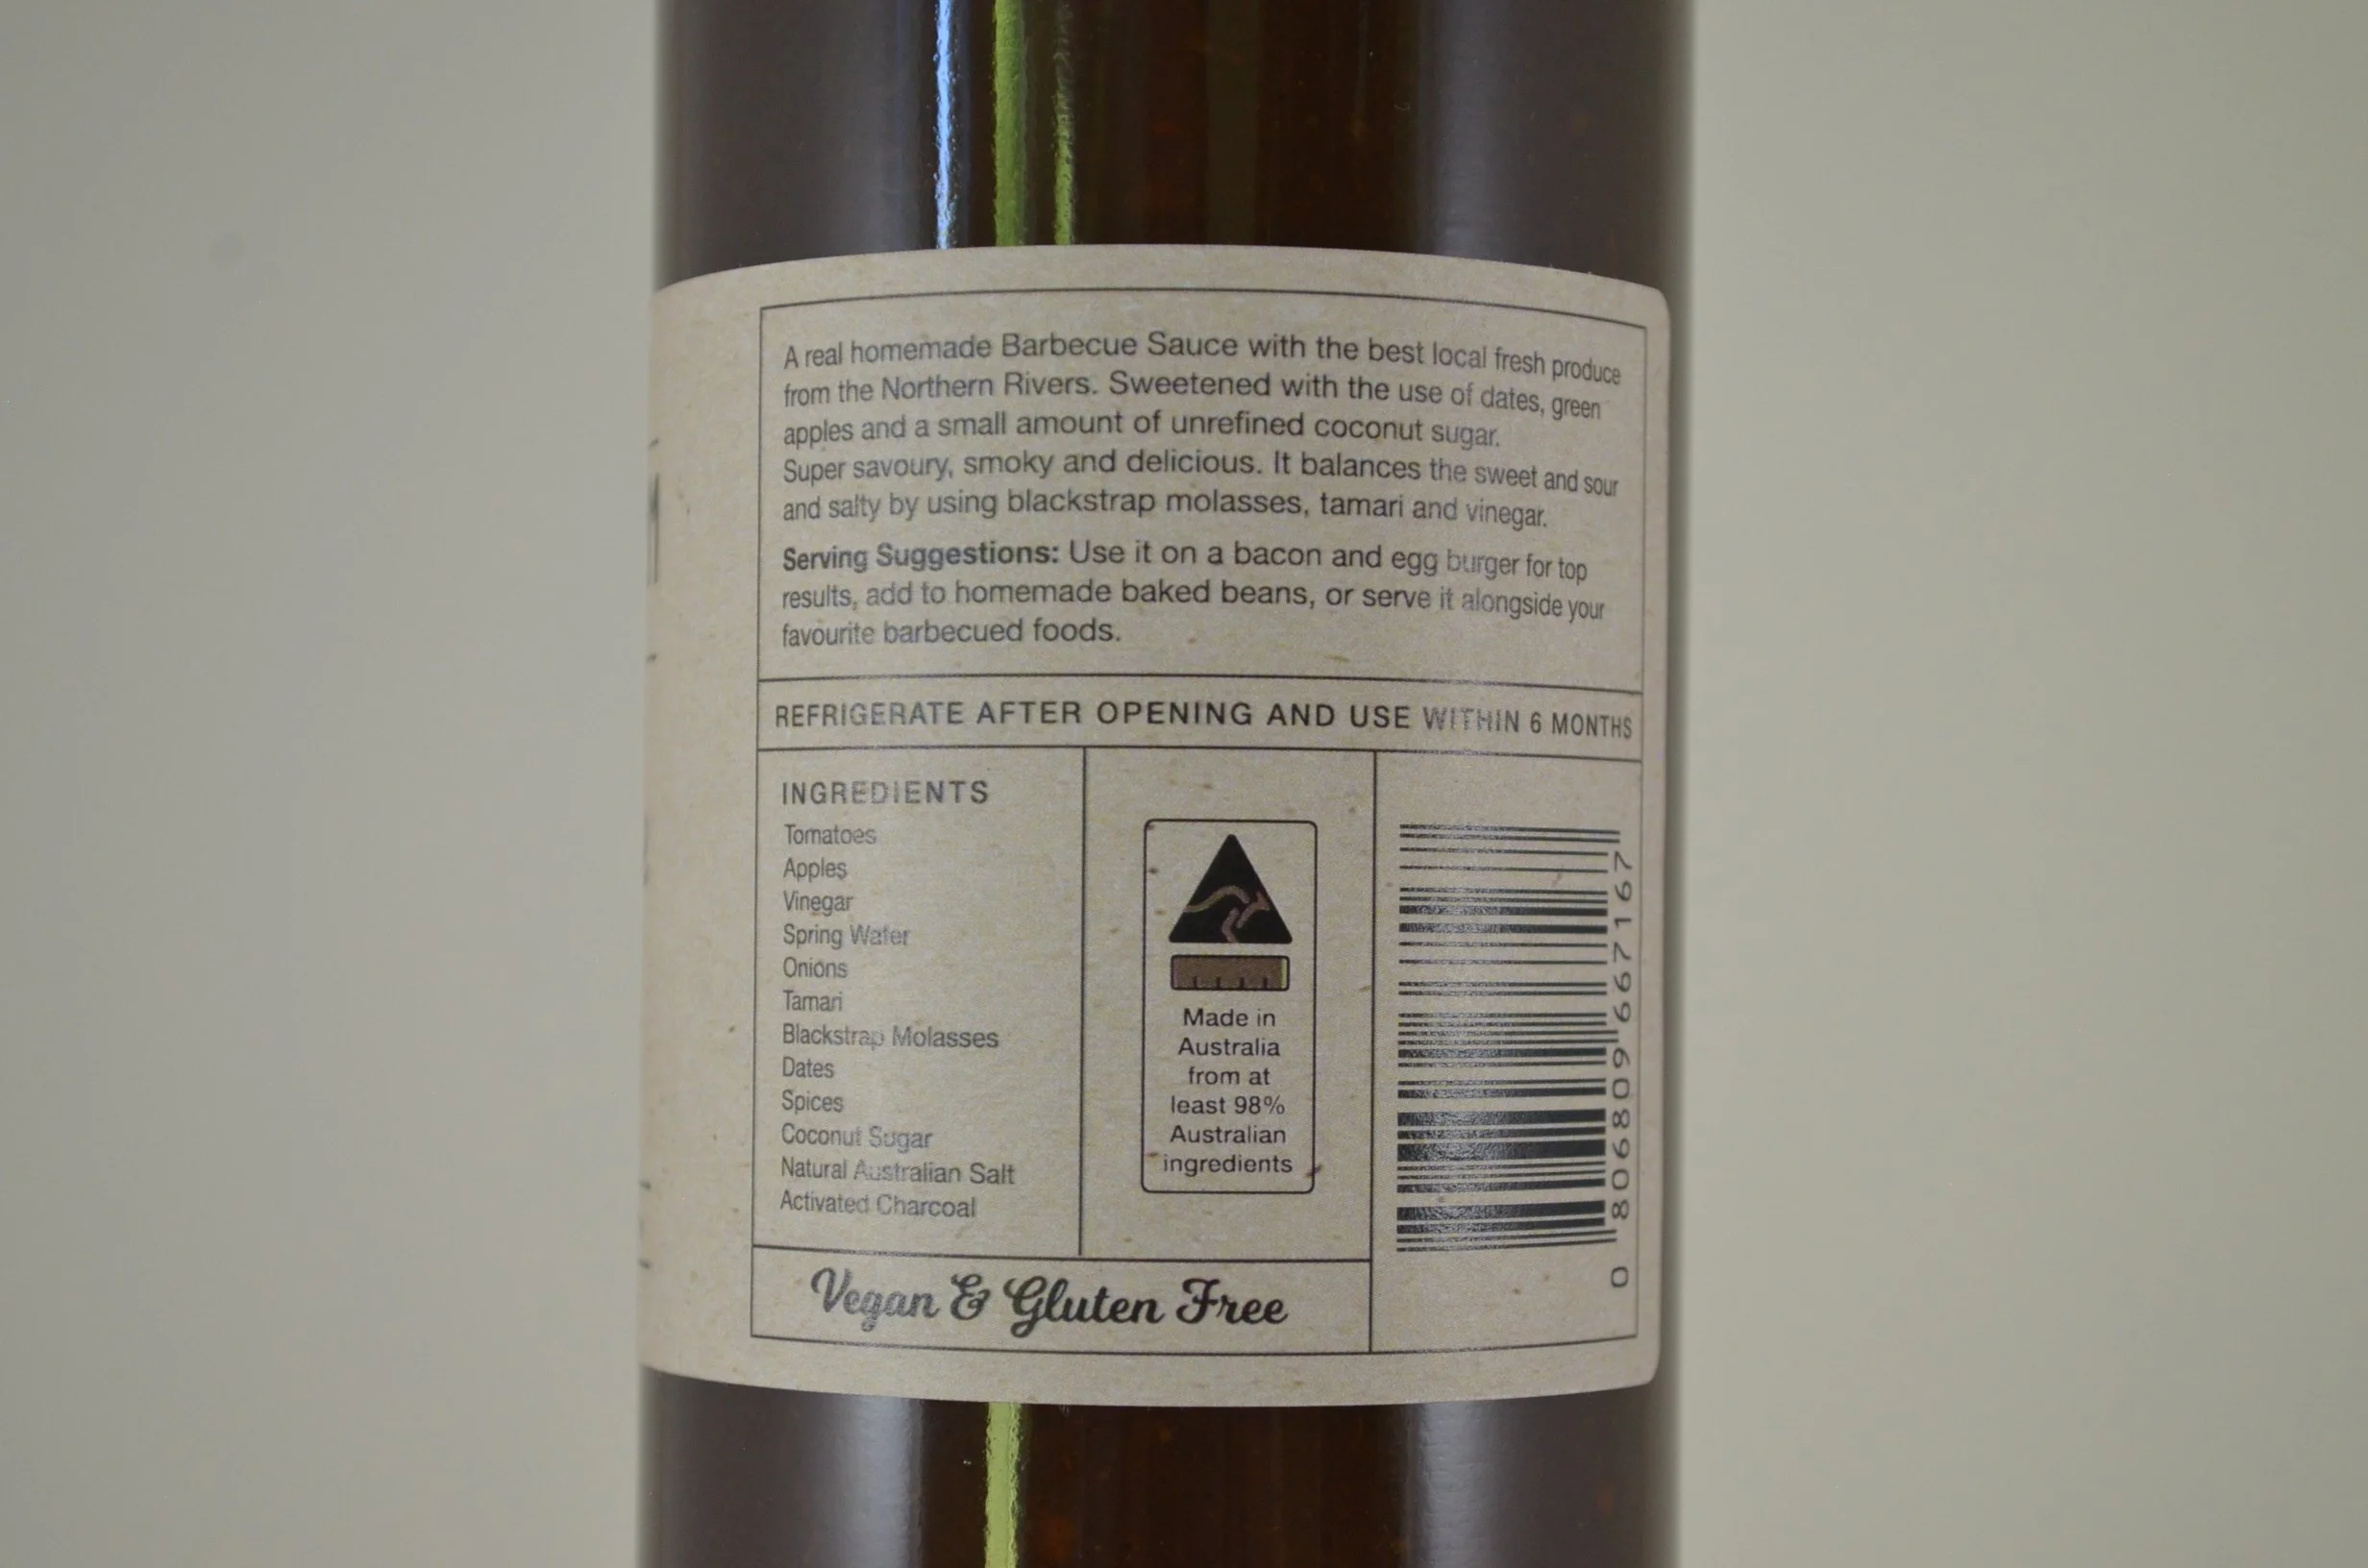 A real homemade Barbecue Sauce with the best local fresh produce
from the Northern Rivers. Sweetened with the use of dates, green
apples and a small amount of unrefined coconut sugar.
Super savoury, smoky and delicious. It balances the sweet and sour
and salty by using blackstrap molasses, tamari and vinegar.
Serving Suggestions: Use it on a bacon and egg burger for top
results, add to homemade baked beans, or serve it alongside your
favourite barbecued foods.
REFRIGERATE AFTER OPENING AND USE WITHIN 6 MONTHS
INGREDIENTS
Tomatoes
Apples
Vinegar
Spring Water
Onions
Tamari
Blackstrap Molasses
Dates
Spices
Coconut Sugar
Natural Australian Salt
Activated Charcoal
Made in
Australia
from at
least 98%
Australian
ingredients
0 806809 667167
Vegan & Gluten Free